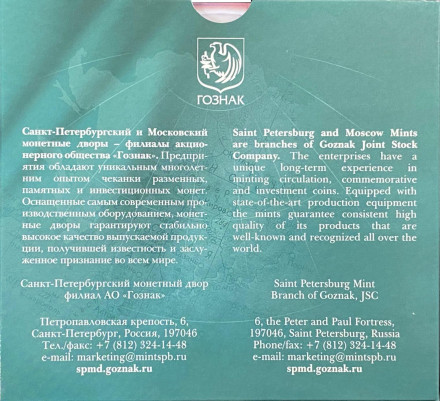 ГОЗНАК
Санкт-Петербургский и Московский
монетные дворы – филиалы акцио-
нерного общества «Гознак». Предпри-
ятия обладают уникальным многолет-
ним опытом чеканки разменных,
памятных и инвестиционных монет.
Оснащенные самым современным про-
изводственным оборудованием, монет-
ные дворы гарантируют стабильно
высокое качество выпускаемой продук-
ции, получившей известность и заслу-
женное признание во всем мире.
Санкт-Петербургский монетный двор
филиал АО «Гознак»
Петропавловская крепость, 6,
Санкт-Петербург, Россия, 197046
Тел./факс: +7 (812) 324-14-48
e-mail: marketing@mintspb.ru
spmd.goznak.ru
Saint Petersburg and Moscow Mints
are branches of Goznak Joint Stock
Company. The enterprises have a
unique long-term experience in
minting circulation, commemorative
and investment coins. Equipped with
state-of-the-art production equipment
the mints guarantee consistent high
quality of its products that are
well-known and recognized all over the
world.
Saint Petersburg Mint
Branch of Goznak, JSC
6, the Peter and Paul Fortress,
197046, Saint Petersburg, Russia
Phone/fax: +7 (812) 324-14-48
e-mail: marketing@mintspb.ru
spmd.goznak.ru